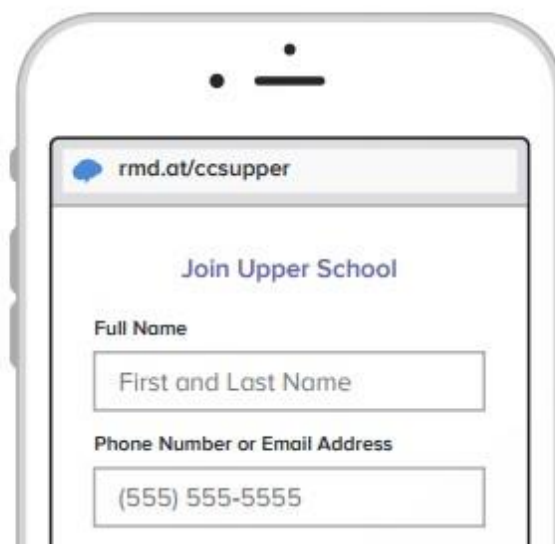 rmd.at/ccsupper
Join Upper School
Full Name
First and Last Name
Phone Number or Email Address
(555) 555-5555